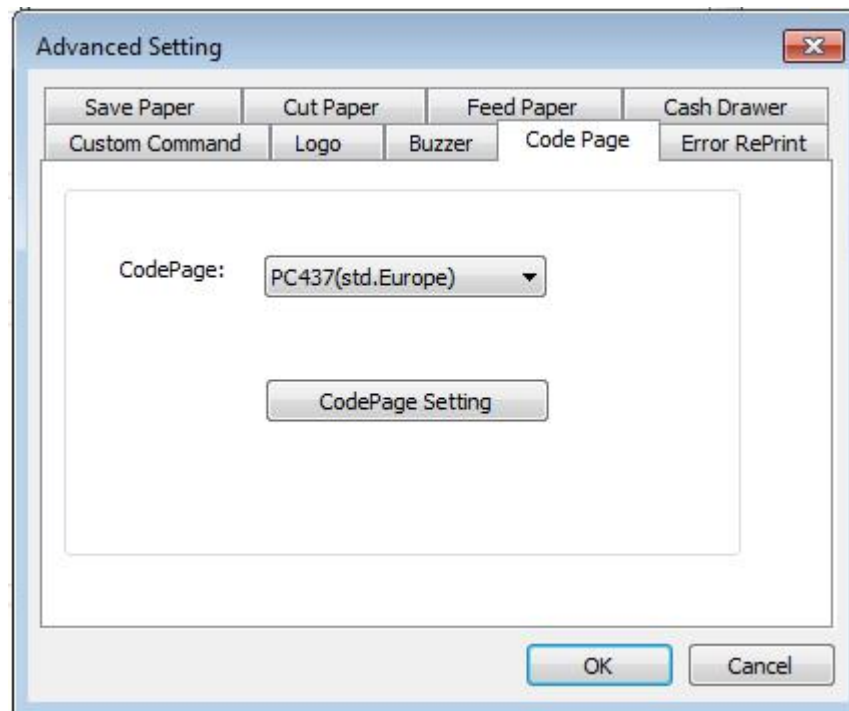 Advanced Setting
Save Paper Cut Paper Feed Paper Cash Drawer
Custom Command Logo Buzzer Code Page Error RePrint
CodePage: PC437(std.Europe)
CodePage Setting
OK Cancel